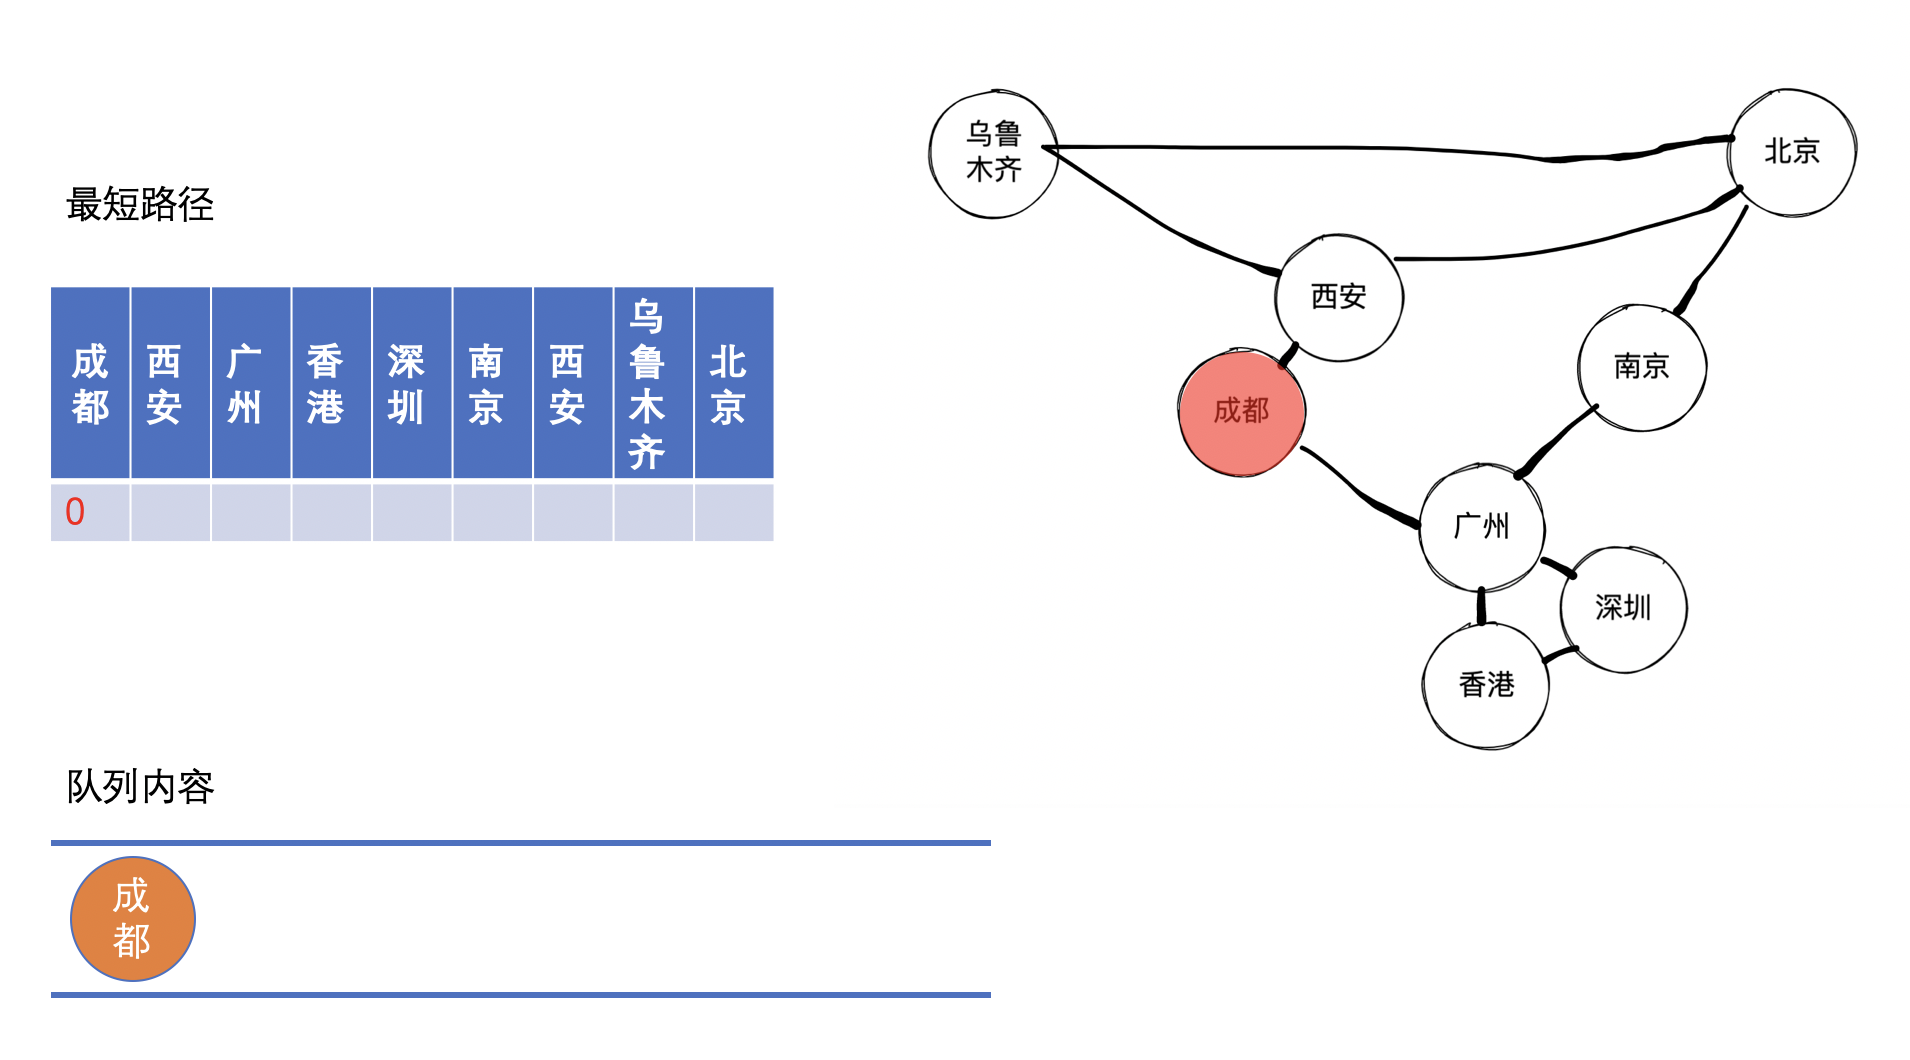 最短路径
成都 西安 广州 香港 深圳 南京 西安 乌鲁木齐 北京
0
队列内容
成都
乌鲁
木齐
北京
西安
南京
成都
广州
深圳
香港